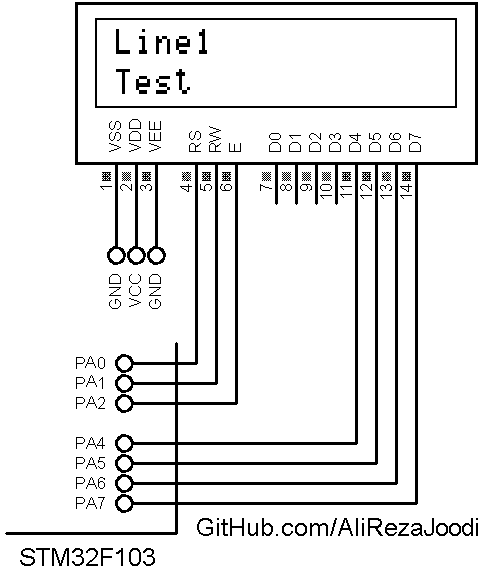 Line1
Test
VSS VDD VEE RS RW E D0 D1 D2 D3 D4 D5 D6 D7
1 2 3 4 5 6 7 8 9 10 11 12 13 14
GND VCC GND
PA0
PA1
PA2
PA4
PA5
PA6
PA7
GitHub.com/AliRezaJoodi
STM32F103